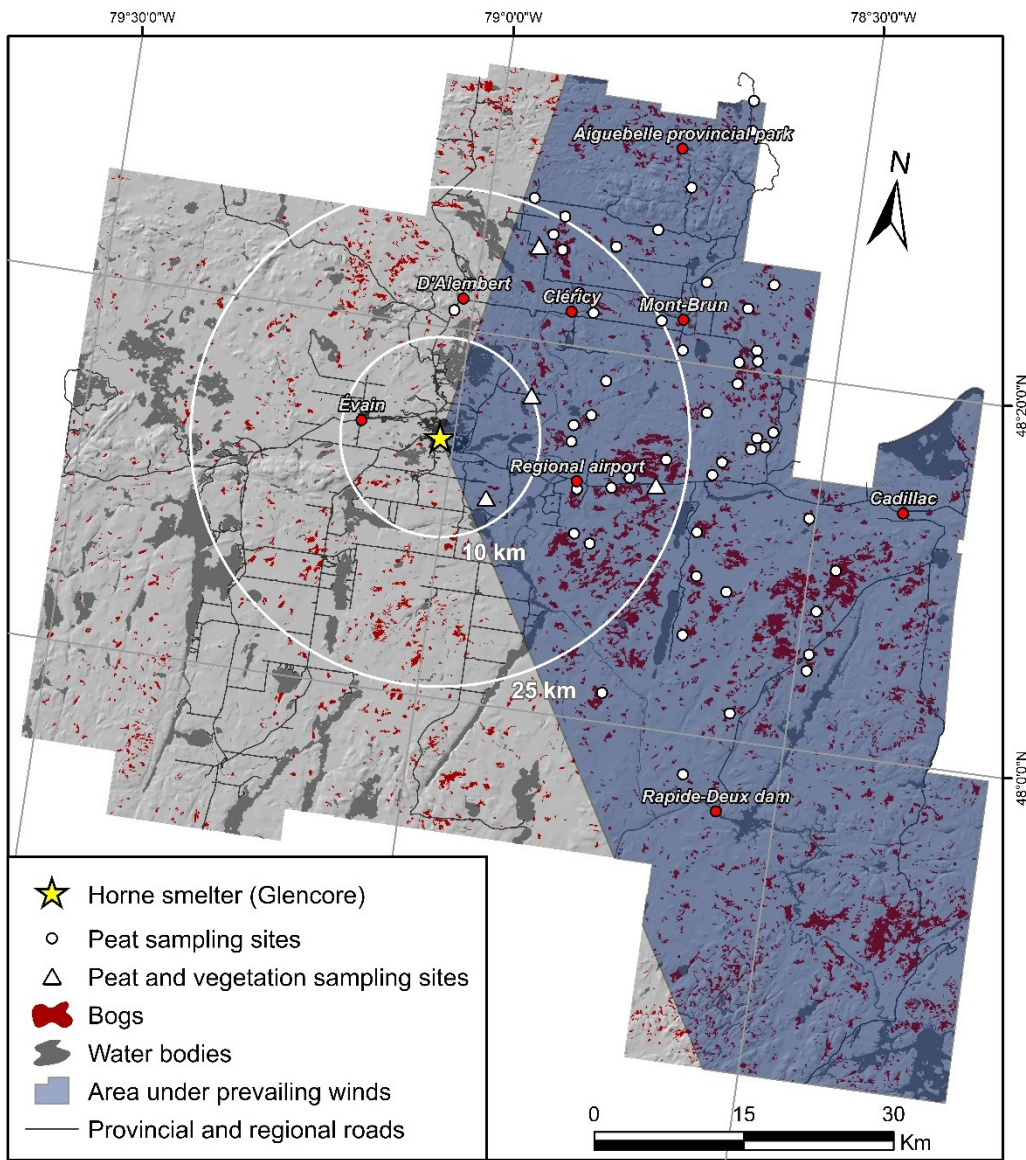 79°30'0"W
79°0'0"W
78°30'0"W
Aiguebelle provincial park
N
D'Alembert
Cléricy
Mont-Brun
Évain
48°20'0"N
Regional airport
Cadillac
10 km
25 km
48°0'0"N
Rapide-Deux dam
Horne smelter (Glencore)
Peat sampling sites
Peat and vegetation sampling sites
Bogs
Water bodies
Area under prevailing winds
Provincial and regional roads
0 15 30
Km